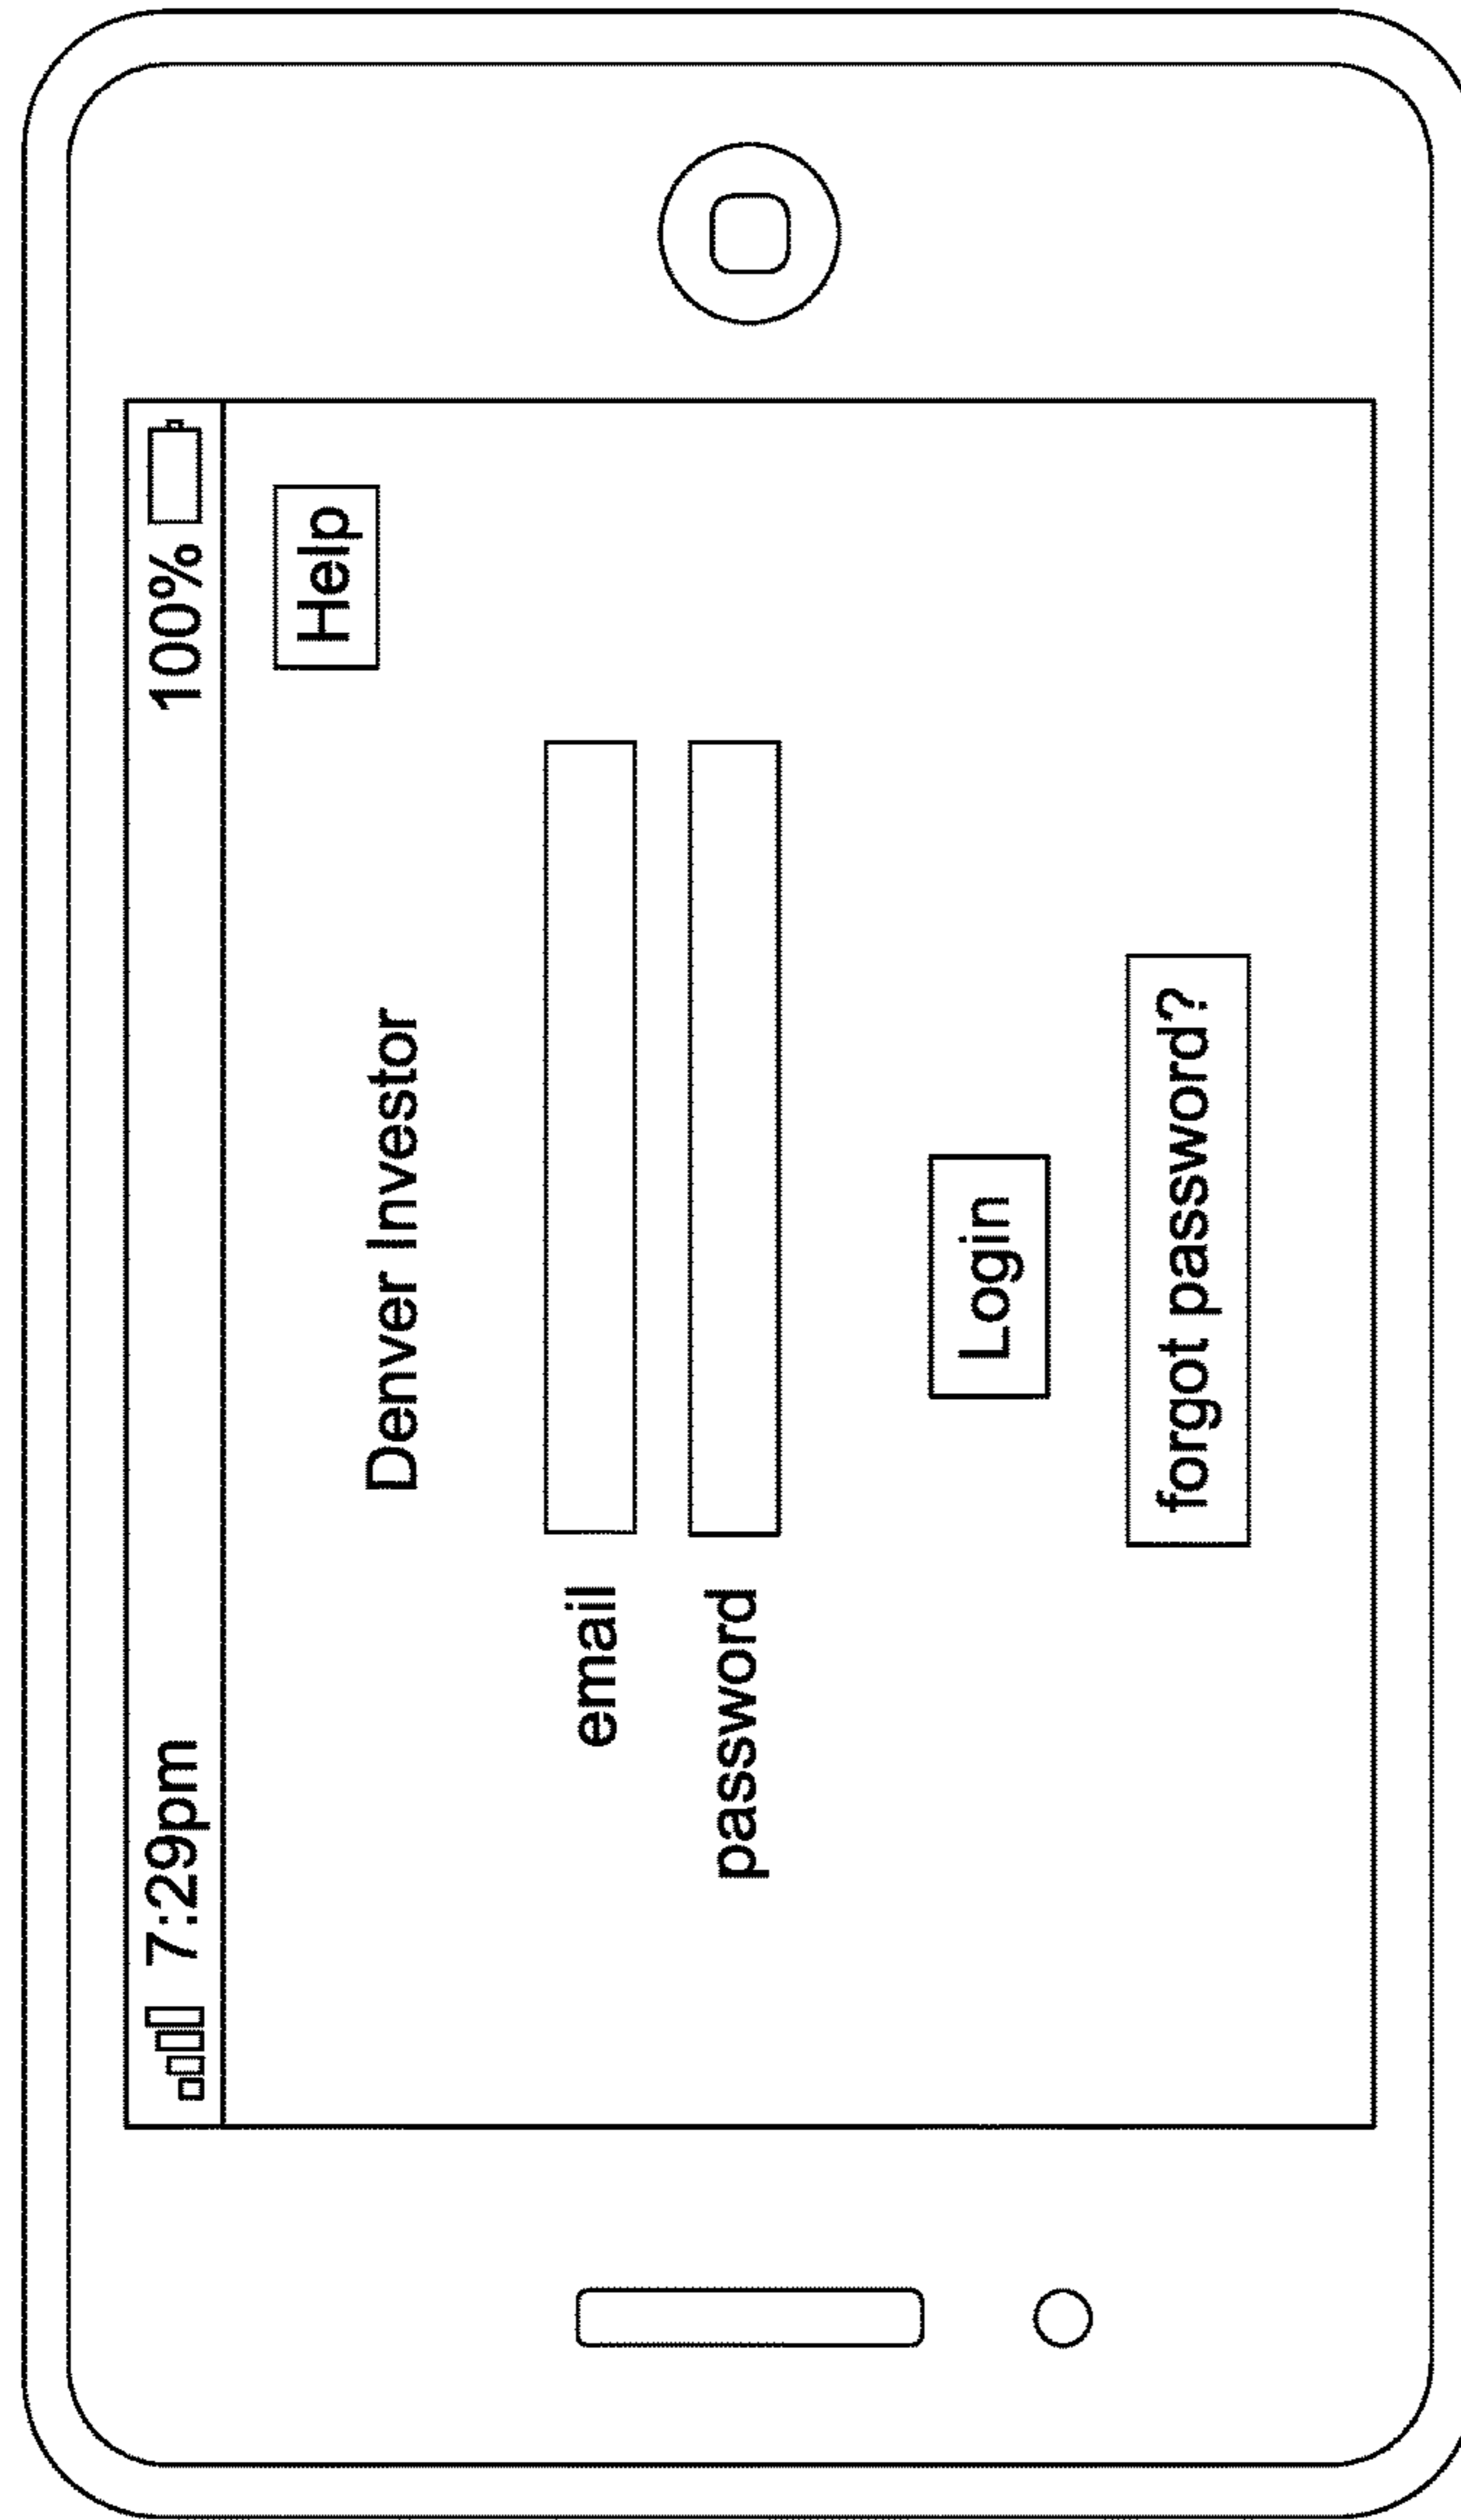 7:29pm 100%
Help
Denver Investor
email
password
Login
forgot password?